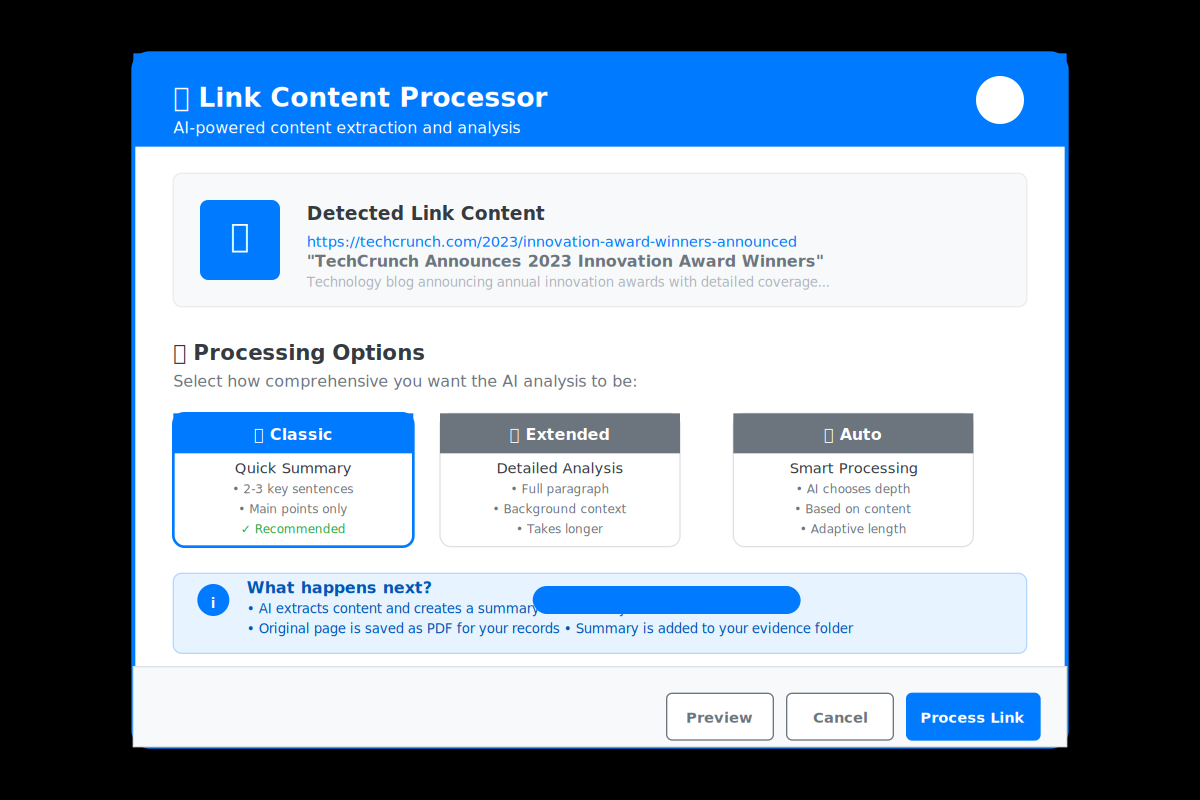 Link Content Processor
AI-powered content extraction and analysis
Detected Link Content
https://techcrunch.com/2023/innovation-award-winners-announced
"TechCrunch Announces 2023 Innovation Award Winners"
Technology blog announcing annual innovation awards with detailed coverage...
Processing Options
Select how comprehensive you want the AI analysis to be:
Classic
Quick Summary
• 2-3 key sentences
• Main points only
✓ Recommended
Extended
Detailed Analysis
• Full paragraph
• Background context
• Takes longer
Auto
Smart Processing
• AI chooses depth
• Based on content
• Adaptive length
i
What happens next?
• AI extracts content and creates a summary
• Original page is saved as PDF for your records • Summary is added to your evidence folder
Preview
Cancel
Process Link